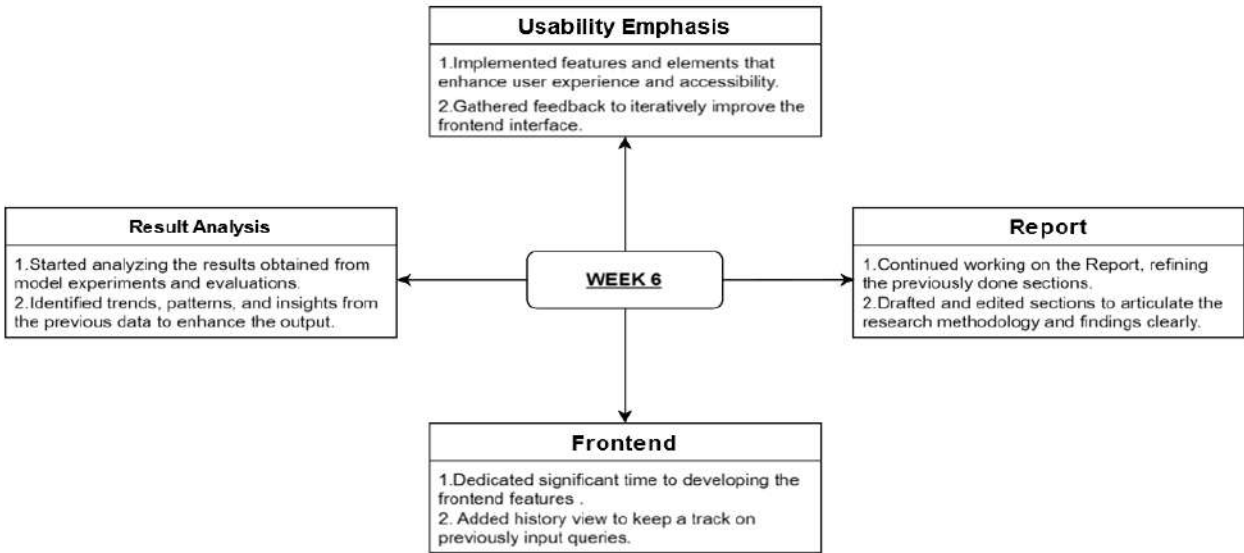 Usability Emphasis
1.Implemented features and elements that
enhance user experience and accessibility.
2.Gathered feedback to iteratively improve the
frontend interface.
Result Analysis
1.Started analyzing the results obtained from
model experiments and evaluations.
2.Identified trends, patterns, and insights from
the previous data to enhance the output.
WEEK 6
Report
1.Continued working on the Report, refining
the previously done sections.
2.Drafted and edited sections to articulate the
research methodology and findings clearly.
Frontend
1.Dedicated significant time to developing the
frontend features .
2. Added history view to keep a track on
previously input queries.